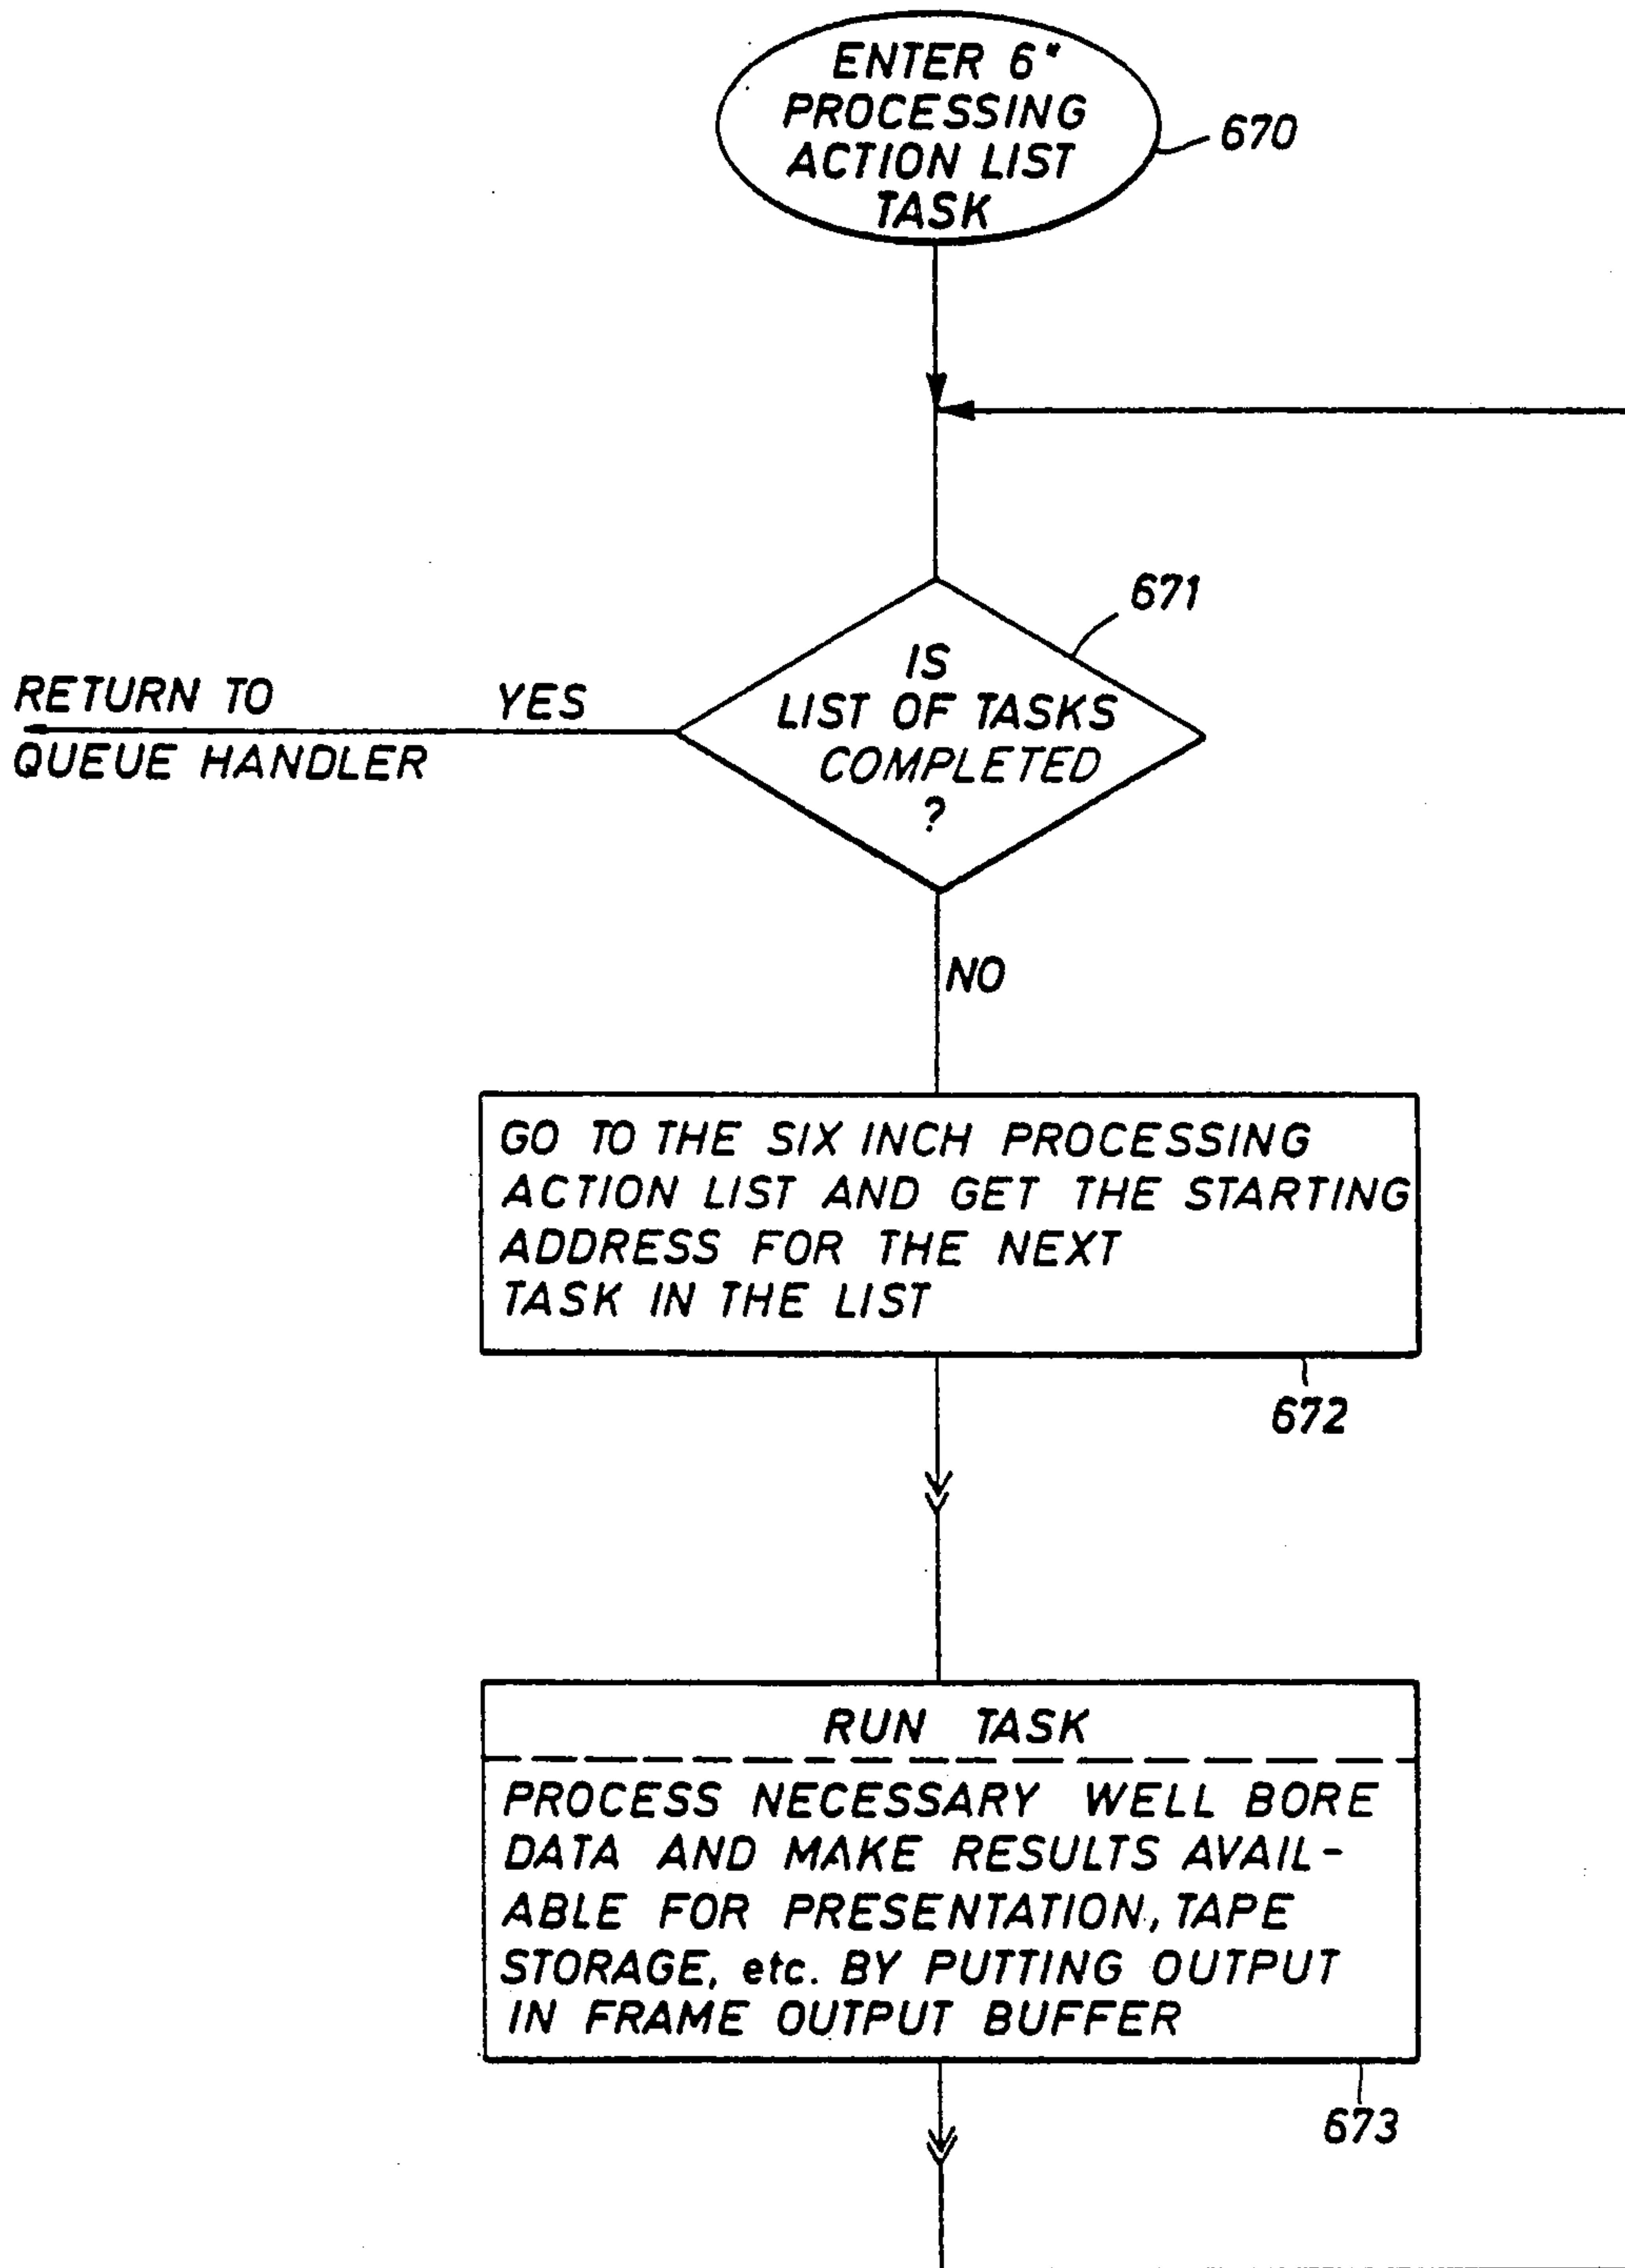 ENTER 6"
PROCESSING
ACTION LIST
TASK
670
671
IS
LIST OF TASKS
COMPLETED
?
RETURN TO
YES
QUEUE HANDLER
NO
GO TO THE SIX INCH PROCESSING
ACTION LIST AND GET THE STARTING
ADDRESS FOR THE NEXT
TASK IN THE LIST
672
RUN TASK
PROCESS NECESSARY WELL BORE
DATA AND MAKE RESULTS AVAIL-
ABLE FOR PRESENTATION, TAPE
STORAGE, etc. BY PUTTING OUTPUT
IN FRAME OUTPUT BUFFER
673